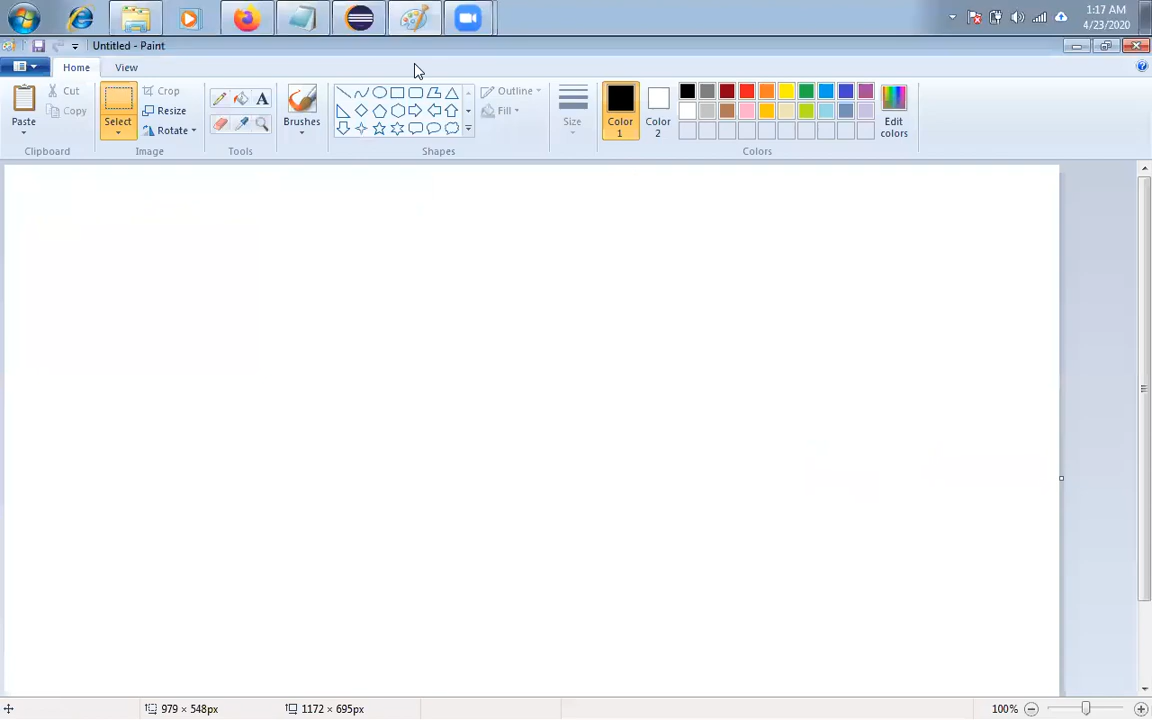 1:17 AM
4/23/2020
Untitled - Paint
Home View
Paste
Cut
Copy
Clipboard
Select
Crop
Resize
Rotate
Image
A
Tools
Brushes
Shapes
Outline
Fill
Size
Color 1
Color 2
Colors
Edit colors
979 × 548px
1172 × 695px
100%